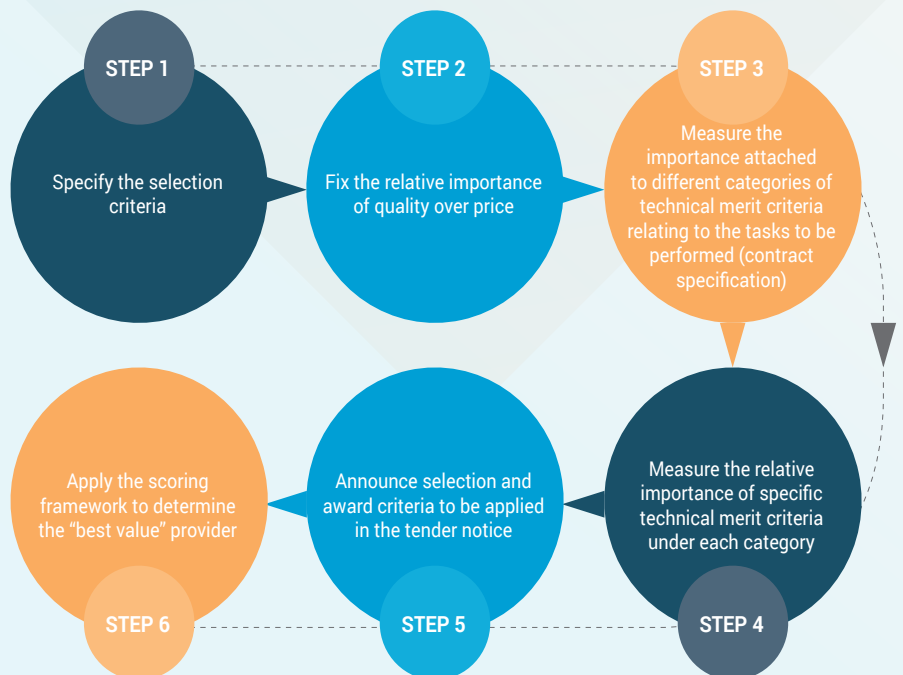 STEP 1
Specify the selection
criteria
STEP 2
Fix the relative importance
of quality over price
STEP 3
Measure the
importance attached
to different categories of
technical merit criteria
relating to the tasks to be
performed (contract
specification)
Measure the relative
importance of specific
technical merit criteria
under each category
STEP 4
Announce selection and
award criteria to be applied
in the tender notice
STEP 5
Apply the scoring
framework to determine
the “best value” provider
STEP 6